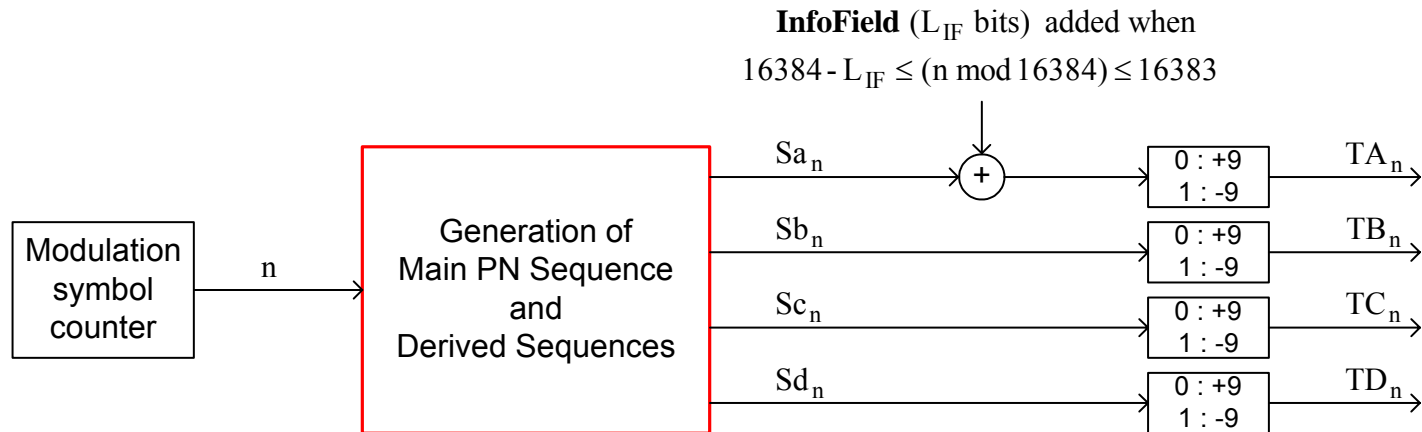 InfoField (L_IF bits) added when
16384 - L_IF ≤ (n mod 16384) ≤ 16383
Modulation
symbol
counter
n
Generation of
Main PN Sequence
and
Derived Sequences
Sa_n
+
0 : +9
1 : -9
TA_n
Sb_n
0 : +9
1 : -9
TB_n
Sc_n
0 : +9
1 : -9
TC_n
Sd_n
0 : +9
1 : -9
TD_n